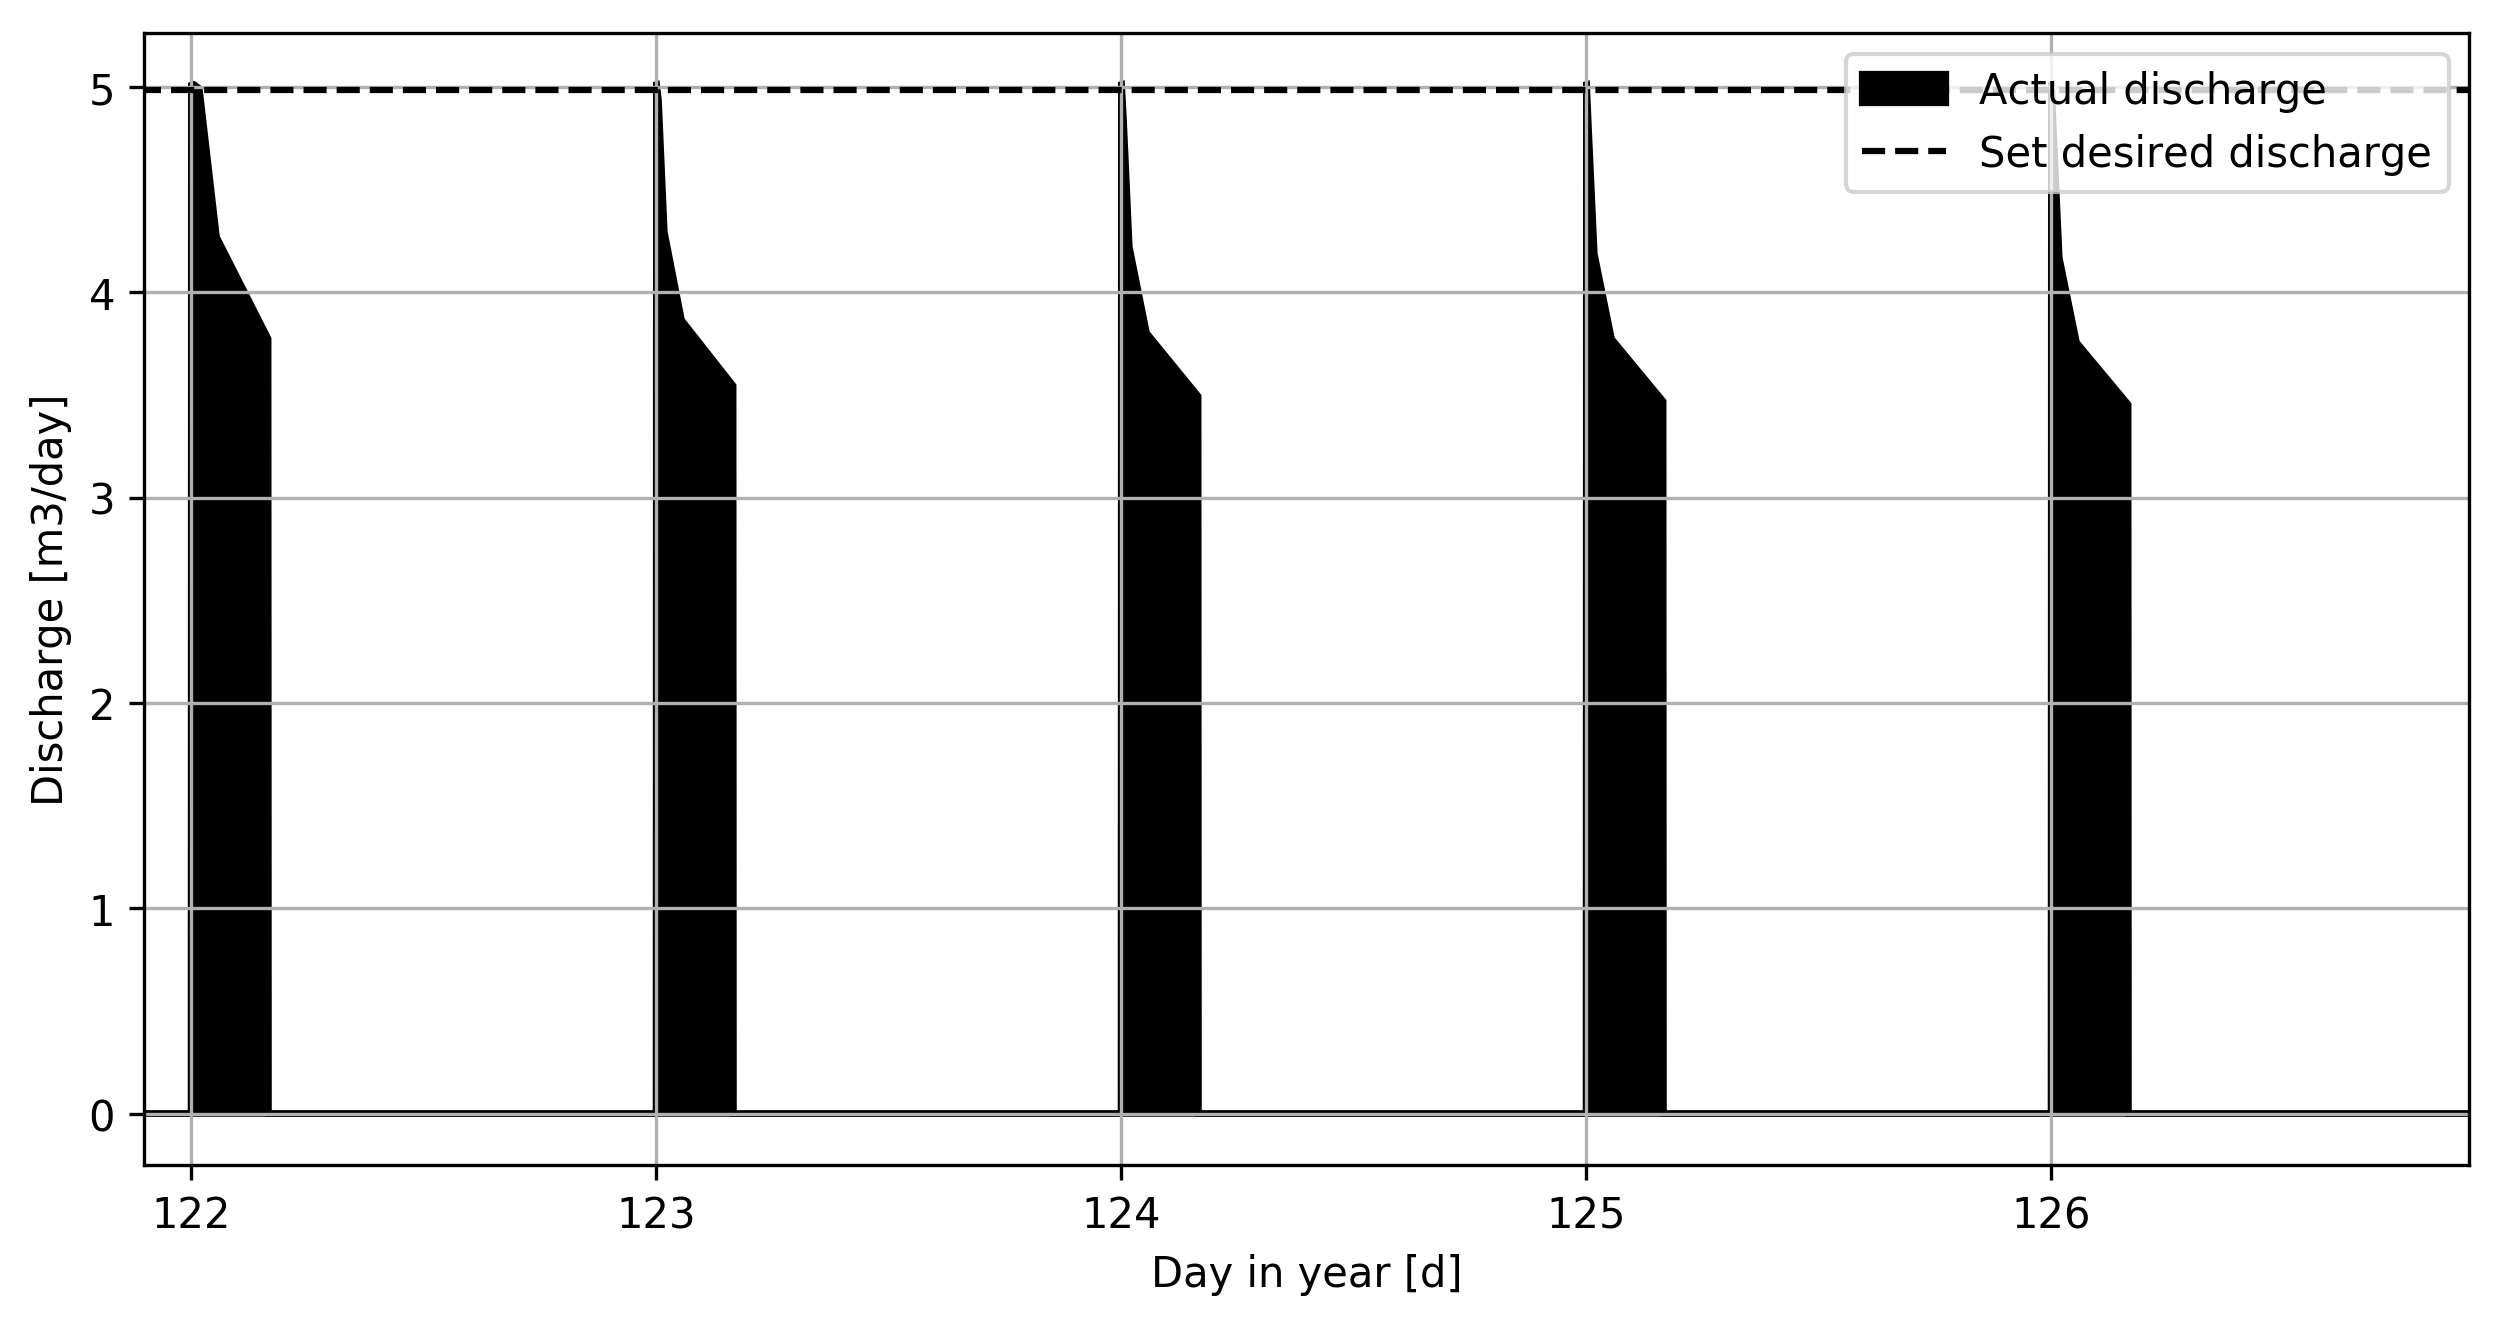 Discharge [m3/day]
5
4
3
2
1
0
Actual discharge
Set desired discharge
122 123 124 125 126
Day in year [d]